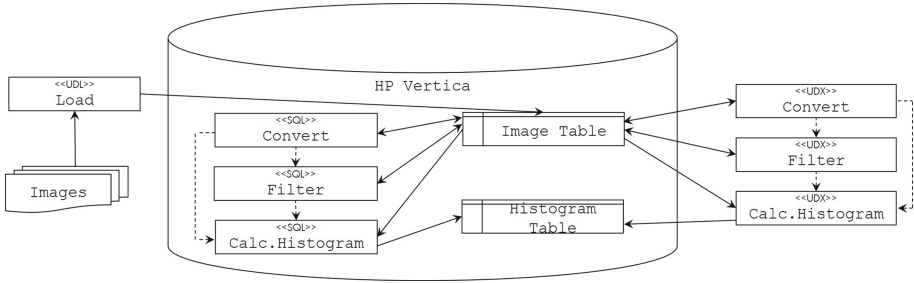 HP Vertica
<<UDL>>
Load
Images
<<SQL>>
Convert
<<SQL>>
Filter
<<SQL>>
Calc.Histogram
Image Table
Histogram
Table
<<UDX>>
Convert
<<UDX>>
Filter
<<UDX>>
Calc.Histogram